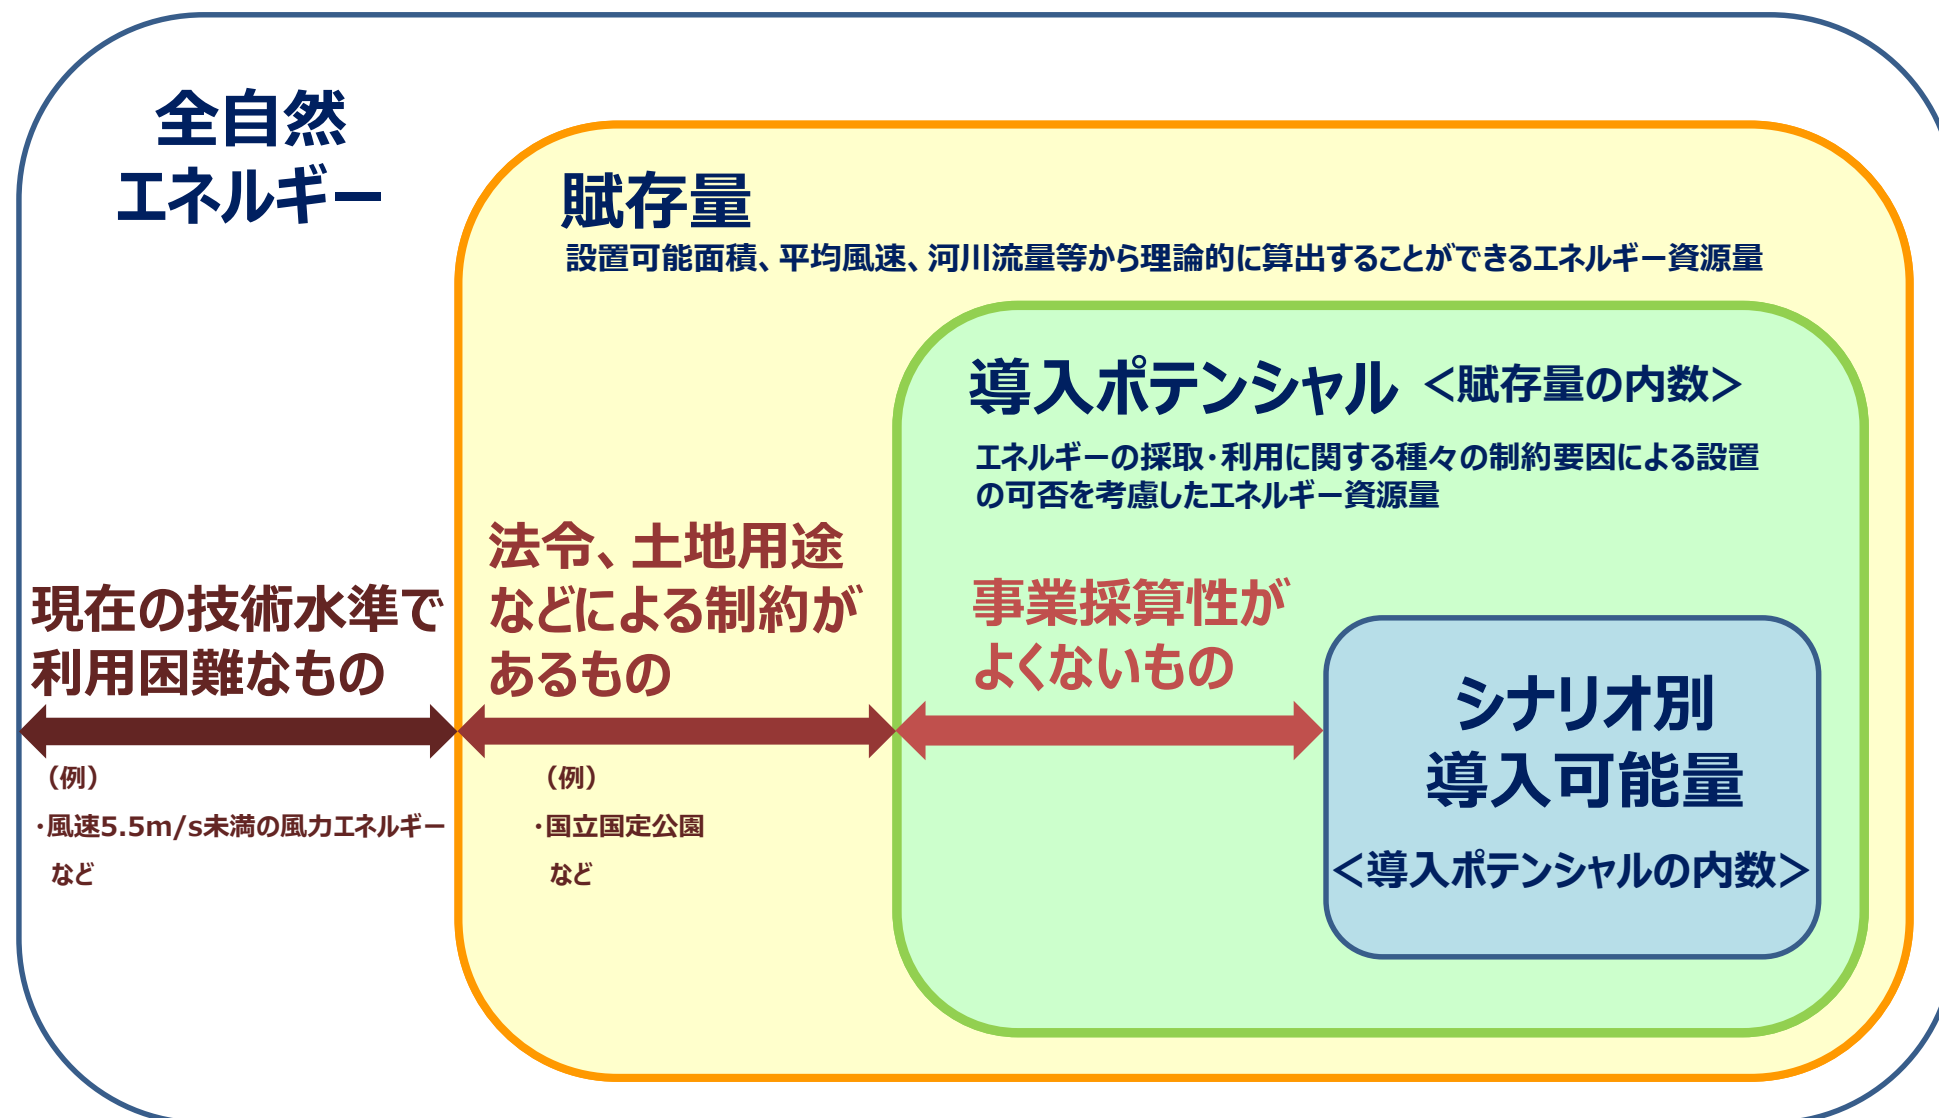 全自然
エネルギー
賦存量
設置可能面積、平均風速、河川流量等から理論的に算出することができるエネルギー資源量
導入ポテンシャル ＜賦存量の内数＞
エネルギーの採取・利用に関する種々の制約要因による設置
の可否を考慮したエネルギー資源量
現在の技術水準で
利用困難なもの
（例）
・風速5.5m/s未満の風力エネルギー
など
法令、土地用途
などによる制約が
あるもの
（例）
・国立国定公園
など
事業採算性が
よくないもの
シナリオ別
導入可能量
＜導入ポテンシャルの内数＞